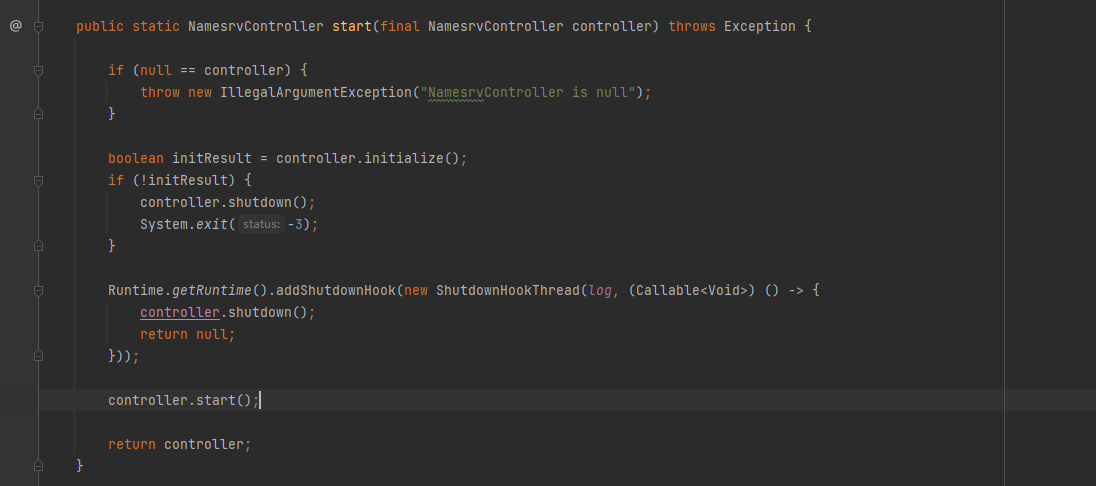 @ public static NamesrvController start(final NamesrvController controller) throws Exception {
if (null == controller) {
throw new IllegalArgumentException("NamesrvController is null");
}
boolean initResult = controller.initialize();
if (!initResult) {
controller.shutdown();
System.exit( status: -3);
}
Runtime.getRuntime().addShutdownHook(new ShutdownHookThread(log, (Callable<Void>) () -> {
controller.shutdown();
return null;
}));
controller.start();
return controller;
}